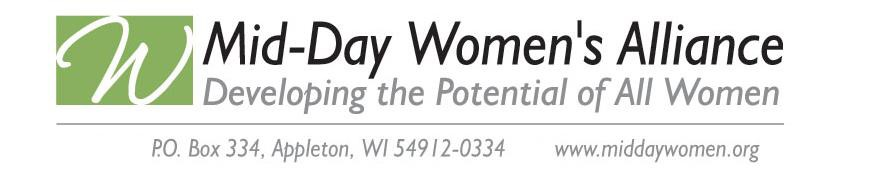 W Mid-Day Women's Alliance
Developing the Potential of All Women
P.O. Box 334, Appleton, WI 54912-0334 www.middaywomen.org